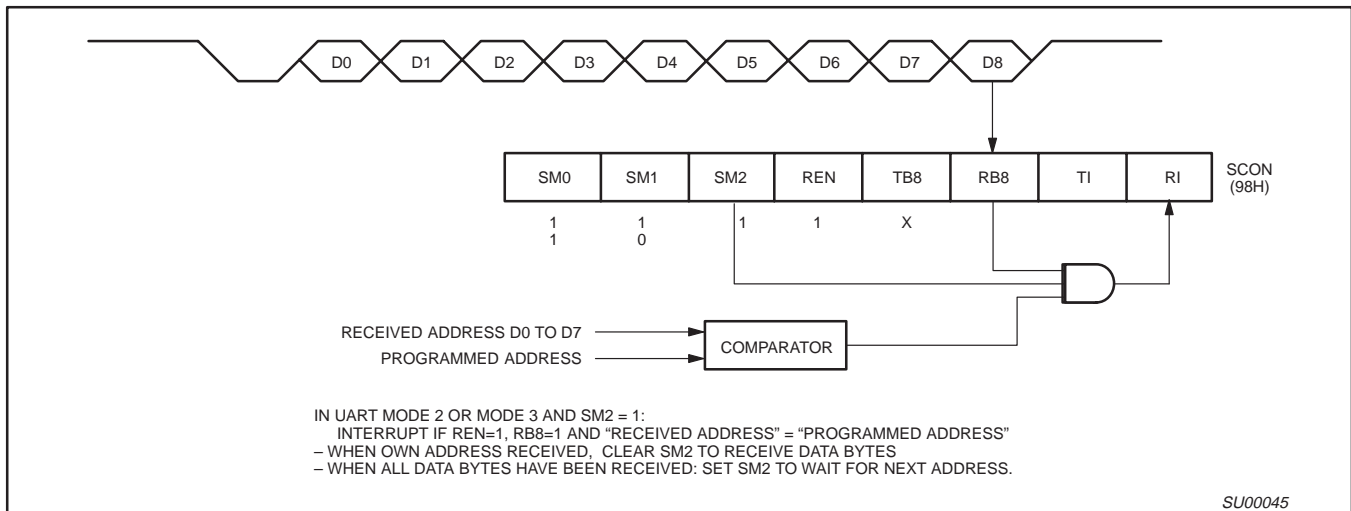 D0 D1 D2 D3 D4 D5 D6 D7 D8
SM0 SM1 SM2 REN TB8 RB8 TI RI
SCON
(98H)
1 1 1 1 X
1 0
RECEIVED ADDRESS D0 TO D7
PROGRAMMED ADDRESS
COMPARATOR
IN UART MODE 2 OR MODE 3 AND SM2 = 1:
INTERRUPT IF REN=1, RB8=1 AND “RECEIVED ADDRESS” = “PROGRAMMED ADDRESS”
– WHEN OWN ADDRESS RECEIVED, CLEAR SM2 TO RECEIVE DATA BYTES
– WHEN ALL DATA BYTES HAVE BEEN RECEIVED: SET SM2 TO WAIT FOR NEXT ADDRESS.
SU00045